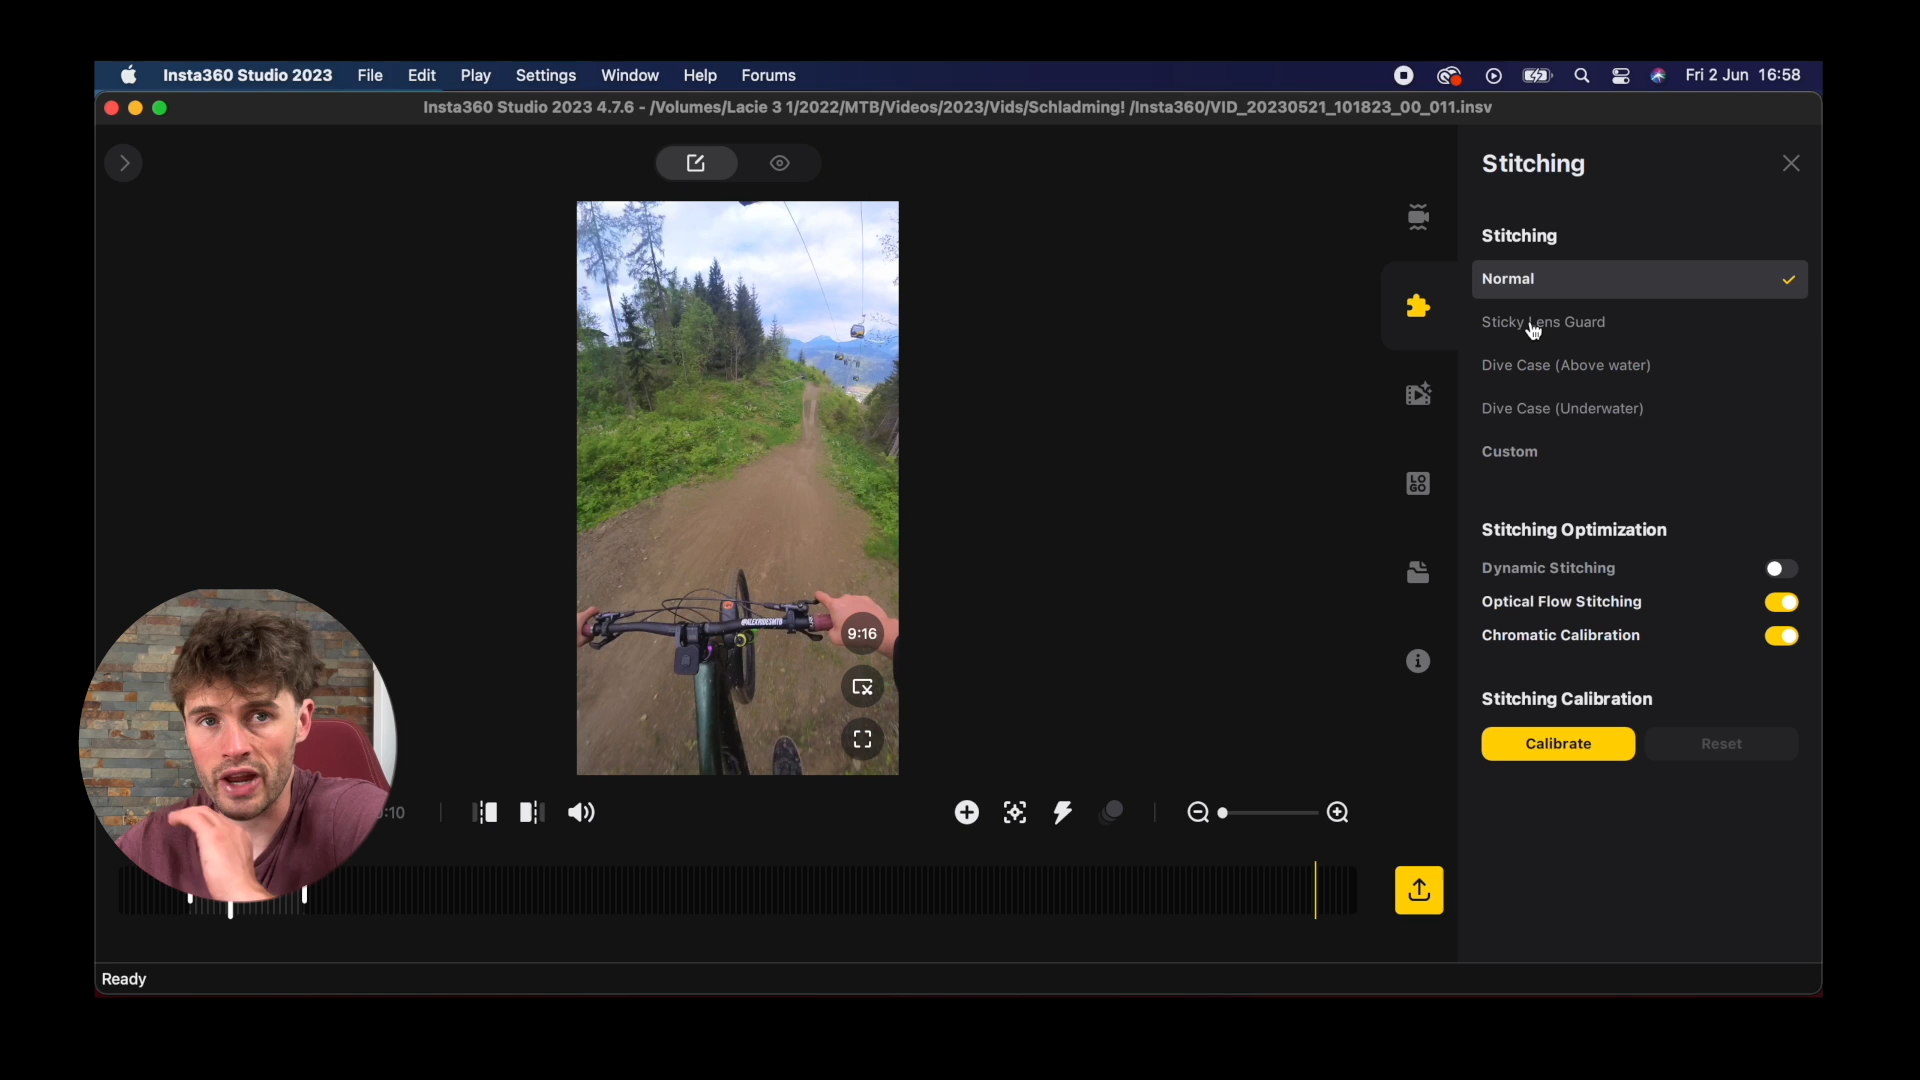 Insta360 Studio 2023 File Edit Play Settings Window Help Forums Fri 2 Jun 16:58
Insta360 Studio 2023 4.7.6 - /Volumes/Lacie 3 1/2022/MTB/Videos/2023/Vids/Schladming! /Insta360/VID_20230521_101823_00_011.insv
Stitching
Stitching
Normal
Sticky Lens Guard
Dive Case (Above water)
Dive Case (Underwater)
Custom
LOGO
Stitching Optimization
Dynamic Stitching
Optical Flow Stitching
Chromatic Calibration
@ALEXRIDESMTB
9:16
Stitching Calibration
Calibrate Reset
:10
Ready